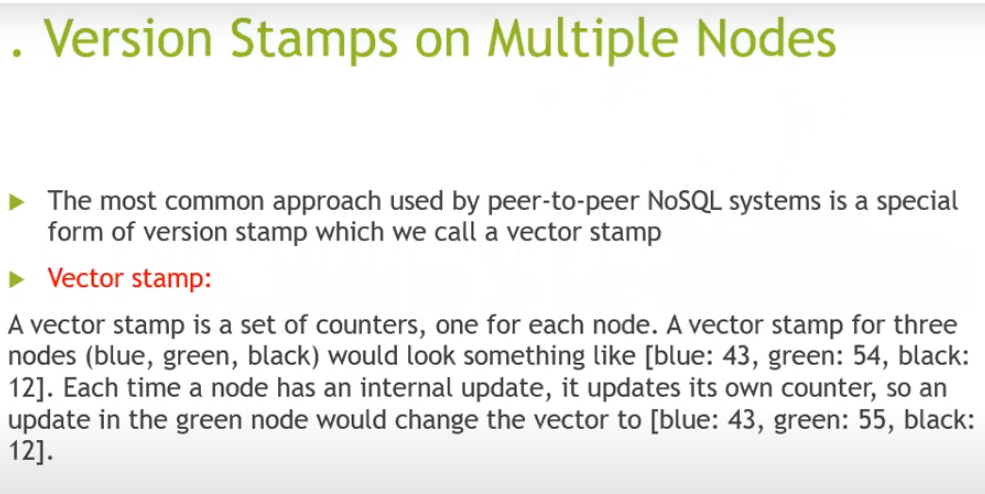 . Version Stamps on Multiple Nodes
The most common approach used by peer-to-peer NoSQL systems is a special
form of version stamp which we call a vector stamp
Vector stamp:
A vector stamp is a set of counters, one for each node. A vector stamp for three
nodes (blue, green, black) would look something like [blue: 43, green: 54, black:
12]. Each time a node has an internal update, it updates its own counter, so an
update in the green node would change the vector to [blue: 43, green: 55, black:
12].